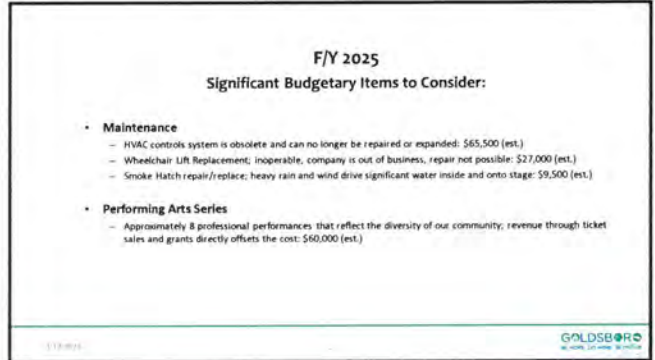 F/Y 2025
Significant Budgetary Items to Consider:
• Maintenance
– HVAC controls system is obsolete and can no longer be repaired or expanded: $65,500 (est.)
– Wheelchair Lift Replacement; inoperable, company is out of business, repair not possible: $27,000 (est.)
– Smoke Hatch repair/replace; heavy rain and wind drive significant water inside and onto stage: $9,500 (est.)
• Performing Arts Series
– Approximately 8 professional performances that reflect the diversity of our community; revenue through ticket
sales and grants directly offsets the cost: $60,000 (est.)
GOLDSBORO